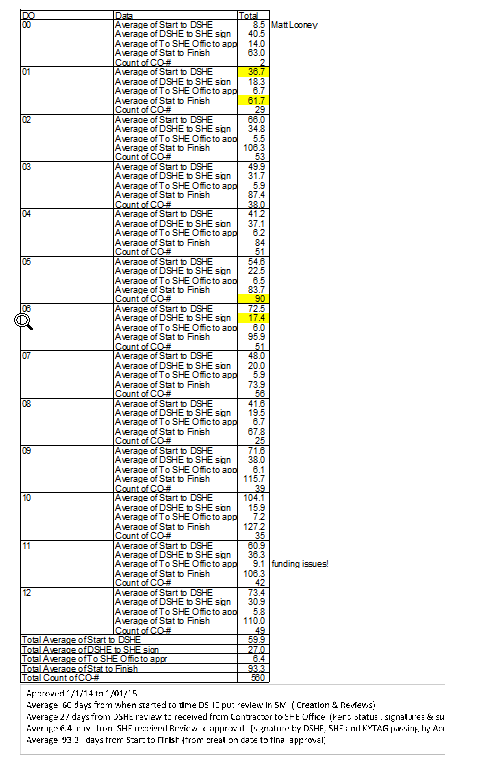 DO Data Total
00 Average of Start to DSHE 8.5 Matt Looney
Average of DSHE to SHE sign 40.5
Average of To SHE Offic to app 14.0
Average of Stat to Finish 63.0
Count of CO-# 2
01 Average of Start to DSHE 36.7
Average of DSHE to SHE sign 18.3
Average of To SHE Offic to app 6.7
Average of Stat to Finish 61.7
Count of CO-# 29
02 Average of Start to DSHE 66.0
Average of DSHE to SHE sign 34.8
Average of To SHE Offic to app 5.5
Average of Stat to Finish 106.3
Count of CO-# 53
03 Average of Start to DSHE 49.9
Average of DSHE to SHE sign 31.7
Average of To SHE Offic to app 5.9
Average of Stat to Finish 87.4
Count of CO-# 38.0
04 Average of Start to DSHE 41.2
Average of DSHE to SHE sign 37.1
Average of To SHE Offic to app 6.2
Average of Stat to Finish 84
Count of CO-# 51
05 Average of Start to DSHE 54.6
Average of DSHE to SHE sign 22.5
Average of To SHE Offic to app 6.5
Average of Stat to Finish 83.7
Count of CO-# 90
06 Average of Start to DSHE 72.5
Average of DSHE to SHE sign 17.4
Average of To SHE Offic to app 6.0
Average of Stat to Finish 95.9
Count of CO-# 51
07 Average of Start to DSHE 48.0
Average of DSHE to SHE sign 20.0
Average of To SHE Offic to app 5.9
Average of Stat to Finish 73.9
Count of CO-# 56
08 Average of Start to DSHE 41.6
Average of DSHE to SHE sign 19.5
Average of To SHE Offic to app 6.7
Average of Stat to Finish 67.8
Count of CO-# 25
09 Average of Start to DSHE 71.6
Average of DSHE to SHE sign 38.0
Average of To SHE Offic to app 6.1
Average of Stat to Finish 115.7
Count of CO-# 39
10 Average of Start to DSHE 104.1
Average of DSHE to SHE sign 15.9
Average of To SHE Offic to app 7.2
Average of Stat to Finish 127.2
Count of CO-# 35
11 Average of Start to DSHE 60.9
Average of DSHE to SHE sign 36.3
Average of To SHE Offic to app 9.1 funding issues!
Average of Stat to Finish 106.3
Count of CO-# 42
12 Average of Start to DSHE 73.4
Average of DSHE to SHE sign 30.9
Average of To SHE Offic to app 5.8
Average of Stat to Finish 110.0
Count of CO-# 49
Total Average of Start to DSHE 59.9
Total Average of DSHE to SHE sign 27.0
Total Average of To SHE Offic to appr 6.4
Total Average of Stat to Finish 93.3
Total Count of CO-# 560
Approved 1/1/14 to 1/01/15
Average 60 days from when started to time DSHE put review in SM ( Creation & Reviews)
Average 27 days from DSHE review to received from Contractor to SHE Office (Pend Status, signatures & su
Average 6.4 days from SHE received Review to approval (signature by DSHE, SHE and KYTAG passing by Acc
Average 93.3 days from Start to Finish (from creation date to final approval)